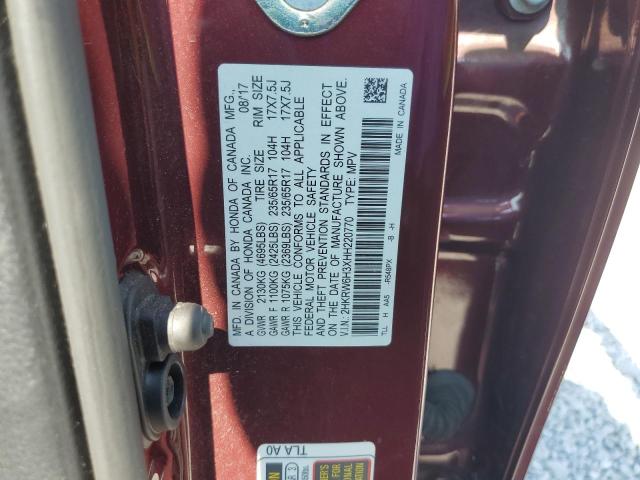 MFD. IN CANADA BY HONDA OF CANADA MFG.,
A DIVISION OF HONDA CANADA INC. 08/17
GVWR 2130KG (4695LBS) TIRE SIZE RIM SIZE
GAWR F 1100KG (2425LBS) 235/65R17 104H 17X7.5J
GAWR R 1075KG (2369LBS) 235/65R17 104H 17X7.5J
THIS VEHICLE CONFORMS TO ALL APPLICABLE
FEDERAL MOTOR VEHICLE SAFETY
AND THEFT PREVENTION STANDARDS IN EFFECT
ON THE DATE OF MANUFACTURE SHOWN ABOVE.
V.I.N.: 2HKRW6H3XHH220770 TYPE: MPV
TLL H AA5 -R548PX -B -H
MADE IN CANADA
TLA A0